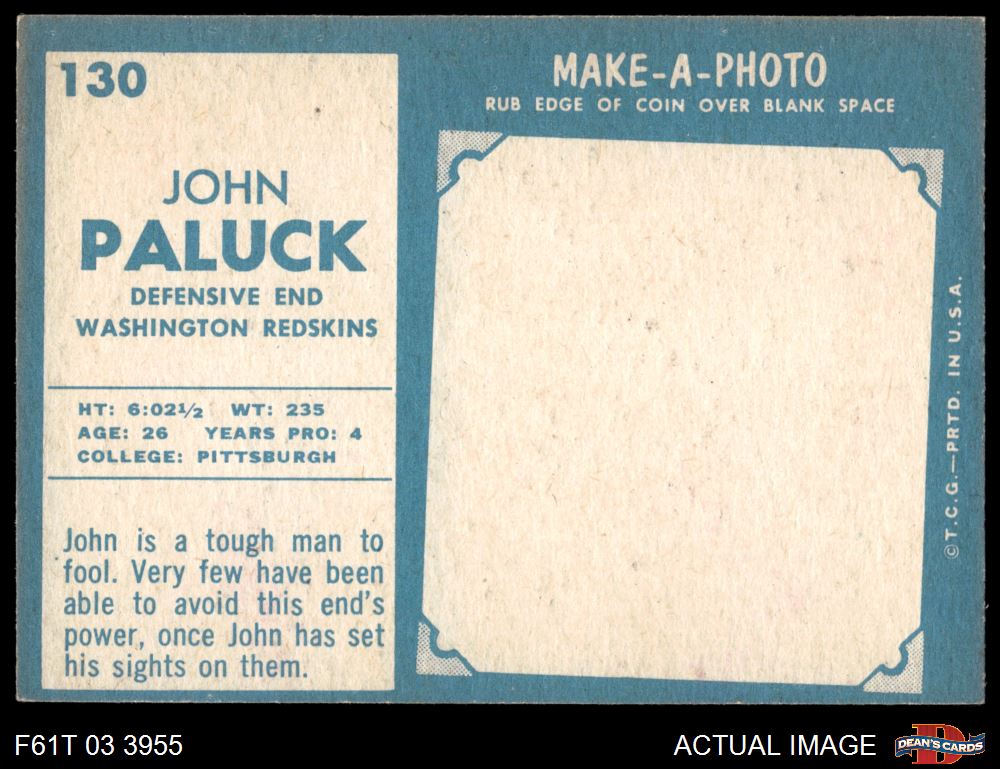 130
JOHN
PALUCK
DEFENSIVE END
WASHINGTON REDSKINS
HT: 6:02½ WT: 235
AGE: 26 YEARS PRO: 4
COLLEGE: PITTSBURGH
John is a tough man to
fool. Very few have been
able to avoid this end's
power, once John has set
his sights on them.
MAKE-A-PHOTO
RUB EDGE OF COIN OVER BLANK SPACE
©T.C.G.—PRTD. IN U.S.A.
F61T 03 3955
ACTUAL IMAGE
D
DEAN'S CARDS